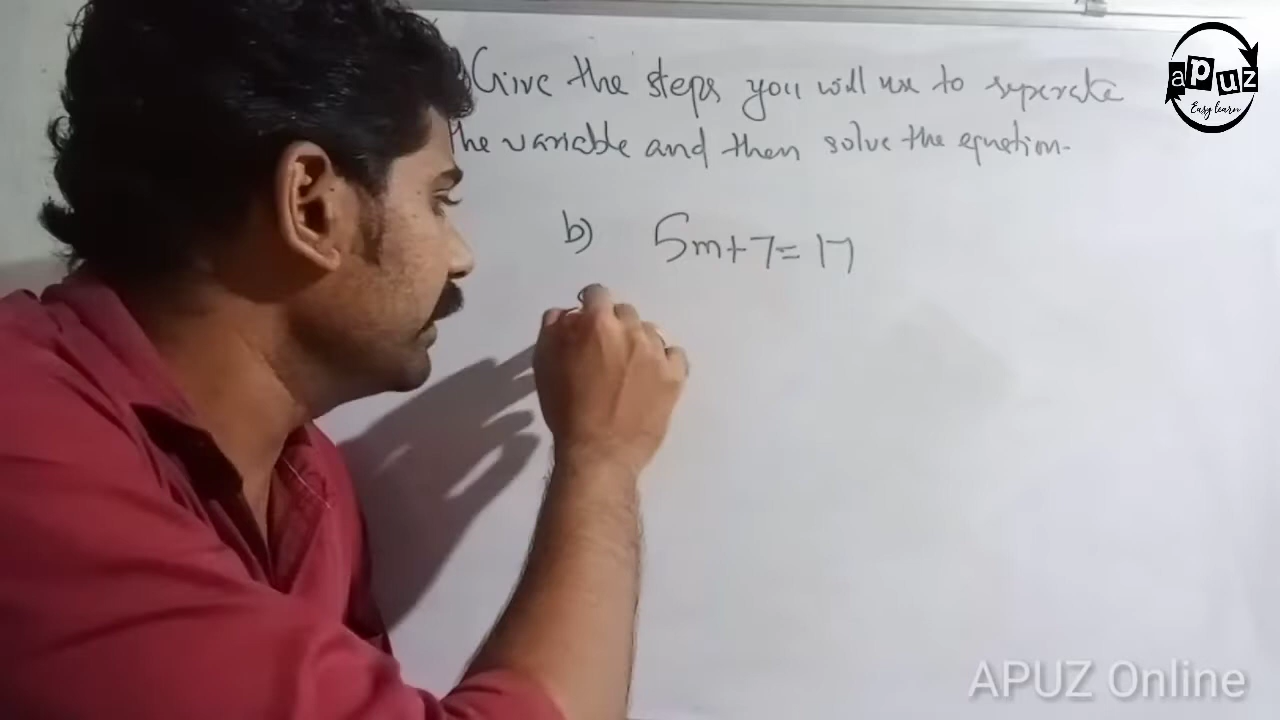 Give the steps you will use to seperate
the variable and then solve the equation.
b) 5m+7=17
apuz
Easy learn
APUZ Online